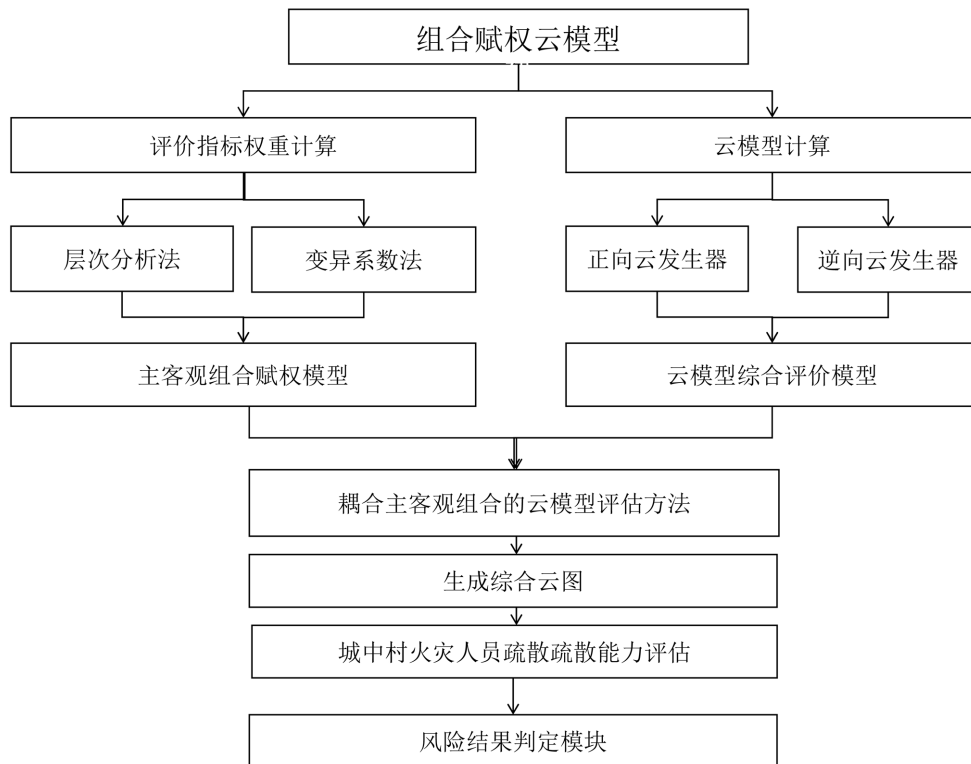 组合赋权云模型
评价指标权重计算
云模型计算
层次分析法
变异系数法
正向云发生器
逆向云发生器
主客观组合赋权模型
云模型综合评价模型
耦合主客观组合的云模型评估方法
生成综合云图
城中村火灾人员疏散疏散能力评估
风险结果判定模块